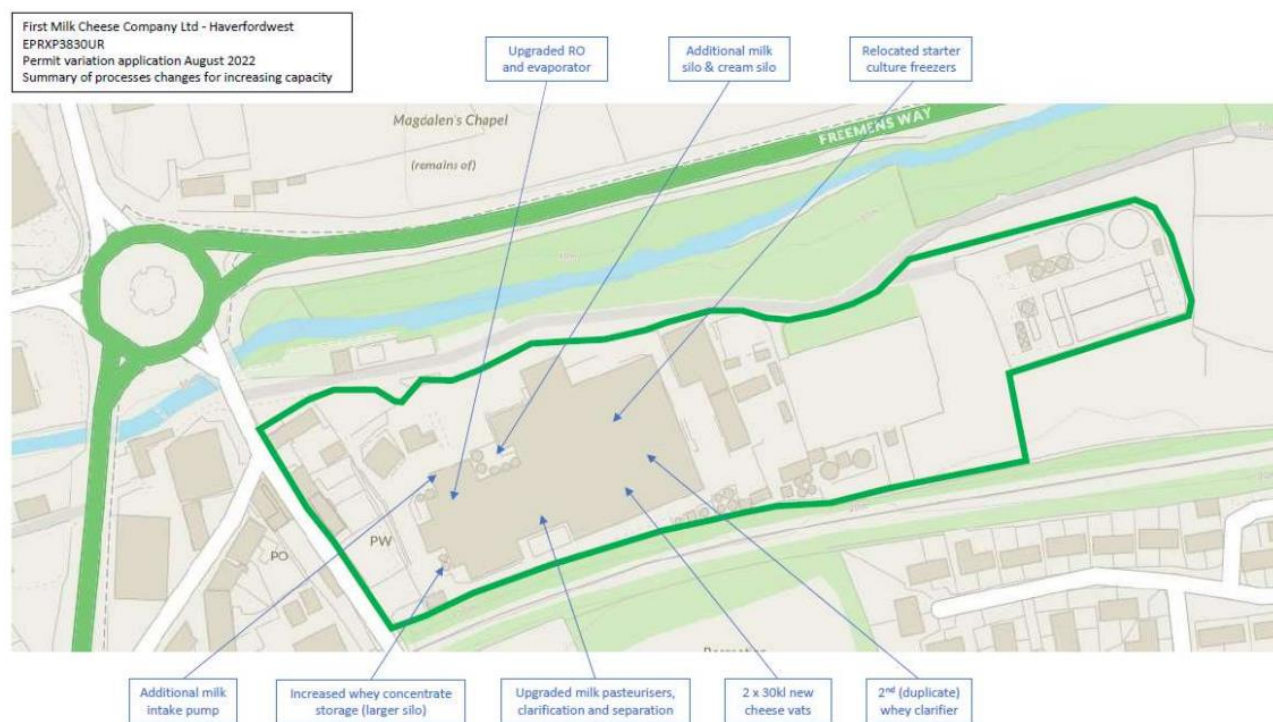 First Milk Cheese Company Ltd - Haverfordwest
EPRXP3830UR
Permit variation application August 2022
Summary of processes changes for increasing capacity
Upgraded RO
and evaporator
Additional milk
silo & cream silo
Relocated starter
culture freezers
Magdalen's Chapel
(remains of)
FREEMENS WAY
PW
PO
Additional milk
intake pump
Increased whey concentrate
storage (larger silo)
Upgraded milk pasteurisers,
clarification and separation
2 x 30kl new
cheese vats
2nd (duplicate)
whey clarifier